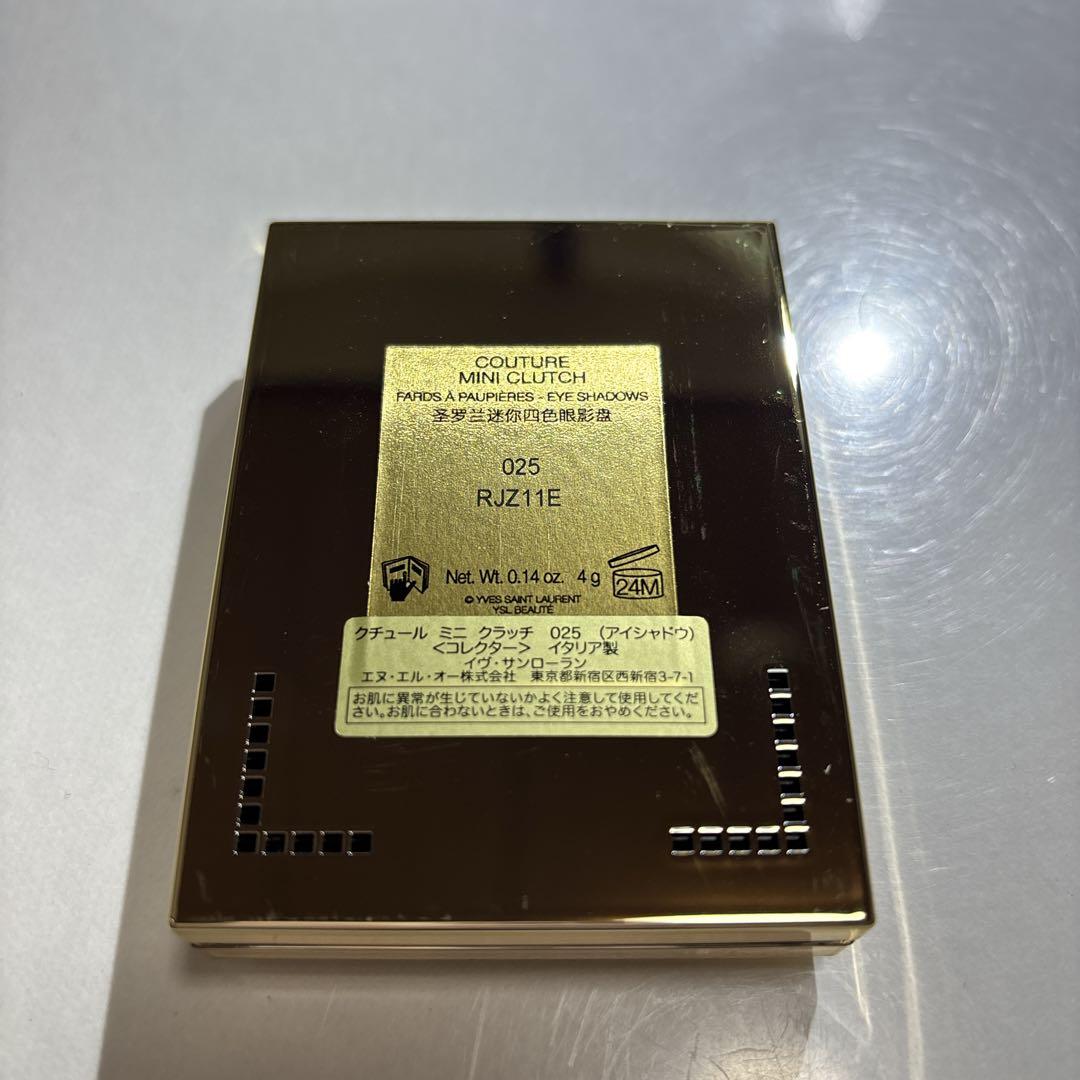 COUTURE
MINI CLUTCH
FARDS À PAUPIÈRES - EYE SHADOWS
圣罗兰迷你四色眼影盘
025
RJZ11E
Net. Wt. 0.14 oz. 4 g
24M
© YVES SAINT LAURENT
YSL BEAUTÉ
クチュール ミニ クラッチ 025 (アイシャドウ)
<コレクター> イタリア製
イヴ・サンローラン
エヌ・エル・オー株式会社 東京都新宿区西新宿3-7-1
お肌に異常が生じていないかよく注意して使用してくだ
さい。お肌に合わないときは、ご使用をおやめください。